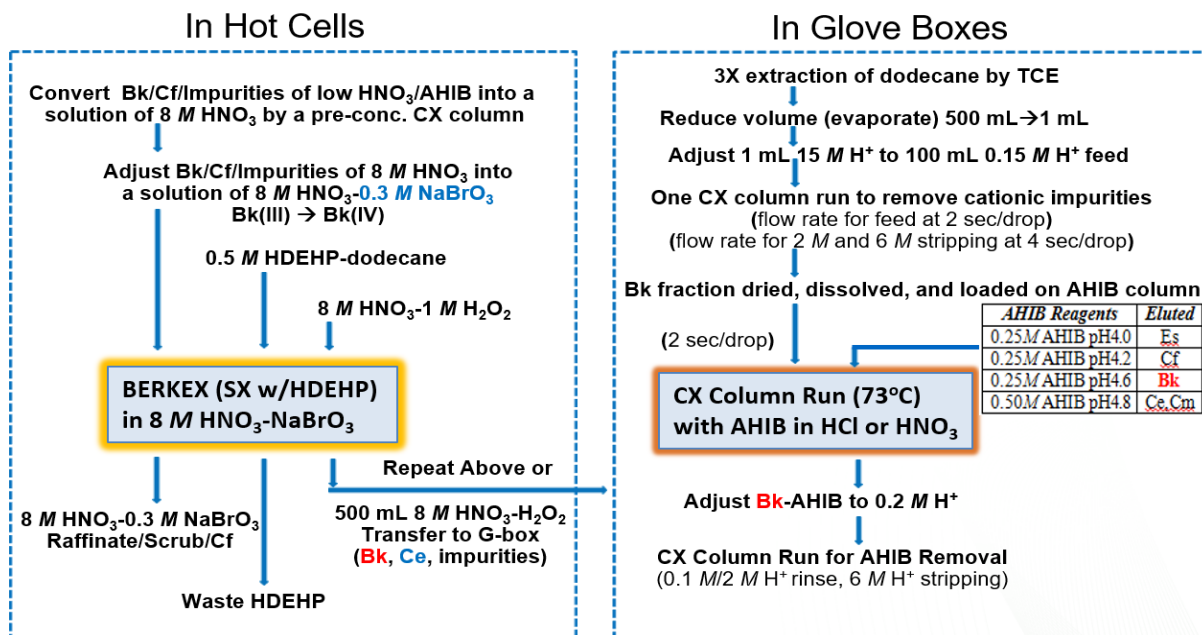 In Hot Cells
Convert Bk/Cf/Impurities of low HNO₃/AHIB into a
solution of 8 M HNO₃ by a pre-conc. CX column
Adjust Bk/Cf/Impurities of 8 M HNO₃ into
a solution of 8 M HNO₃-0.3 M NaBrO₃
Bk(III) → Bk(IV)
0.5 M HDEHP-dodecane
8 M HNO₃-1 M H₂O₂
BERKEX (SX w/HDEHP)
in 8 M HNO₃-NaBrO₃
Repeat Above or
8 M HNO₃-0.3 M NaBrO₃
Raffinate/Scrub/Cf
500 mL 8 M HNO₃-H₂O₂
Transfer to G-box
(Bk, Ce, impurities)
Waste HDEHP
In Glove Boxes
3X extraction of dodecane by TCE
Reduce volume (evaporate) 500 mL→1 mL
Adjust 1 mL 15 M H⁺ to 100 mL 0.15 M H⁺ feed
One CX column run to remove cationic impurities
(flow rate for feed at 2 sec/drop)
(flow rate for 2 M and 6 M stripping at 4 sec/drop)
Bk fraction dried, dissolved, and loaded on AHIB column
(2 sec/drop)
AHIB Reagents Eluted
0.25M AHIB pH4.0 Es
0.25M AHIB pH4.2 Cf
0.25M AHIB pH4.6 Bk
0.50M AHIB pH4.8 Ce,Cm
CX Column Run (73°C)
with AHIB in HCl or HNO₃
Adjust Bk-AHIB to 0.2 M H⁺
CX Column Run for AHIB Removal
(0.1 M/2 M H⁺ rinse, 6 M H⁺ stripping)